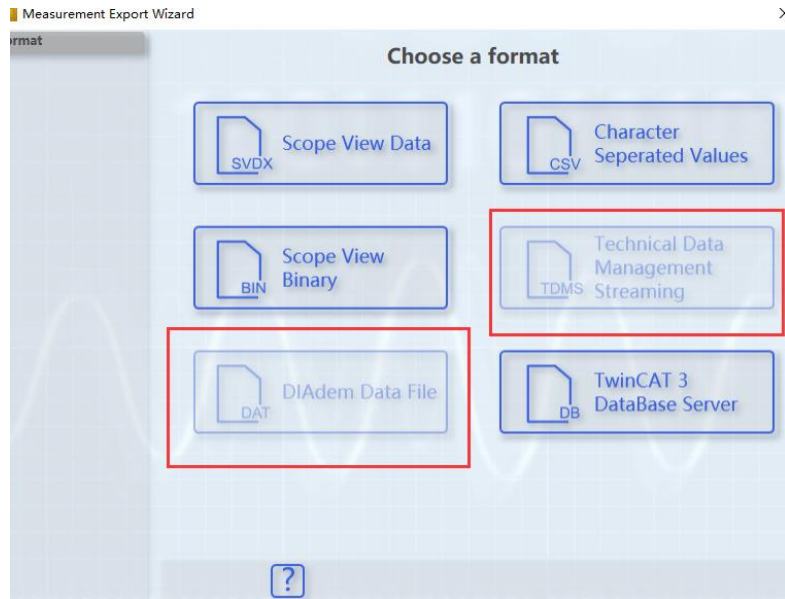 Measurement Export Wizard
ormat
Choose a format
Scope View Data
SVDX
Character
Seperated Values
CSV
Scope View
Binary
BIN
Technical Data
Management
Streaming
TDMS
DIAdem Data File
DAT
TwinCAT 3
DataBase Server
DB
?